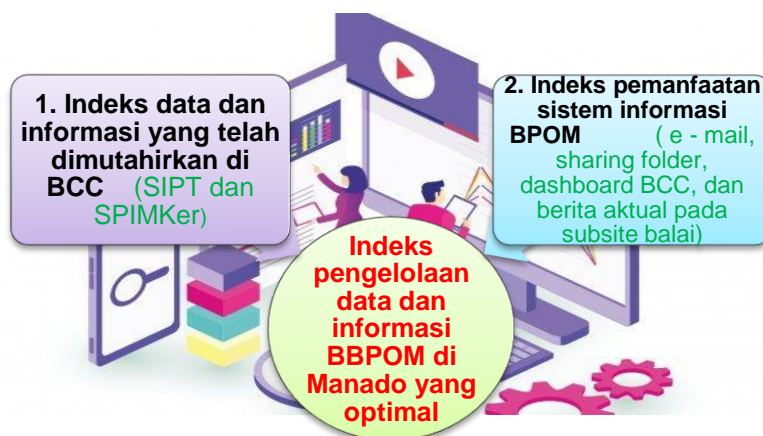 1. Indeks data dan
informasi yang telah
dimutahirkan di
BCC (SIPT dan
SPIMKer)
2. Indeks pemanfaatan
sistem informasi
BPOM ( e - mail,
sharing folder,
dashboard BCC, dan
berita aktual pada
subsite balai)
Indeks
pengelolaan
data dan
informasi
BBPOM di
Manado yang
optimal